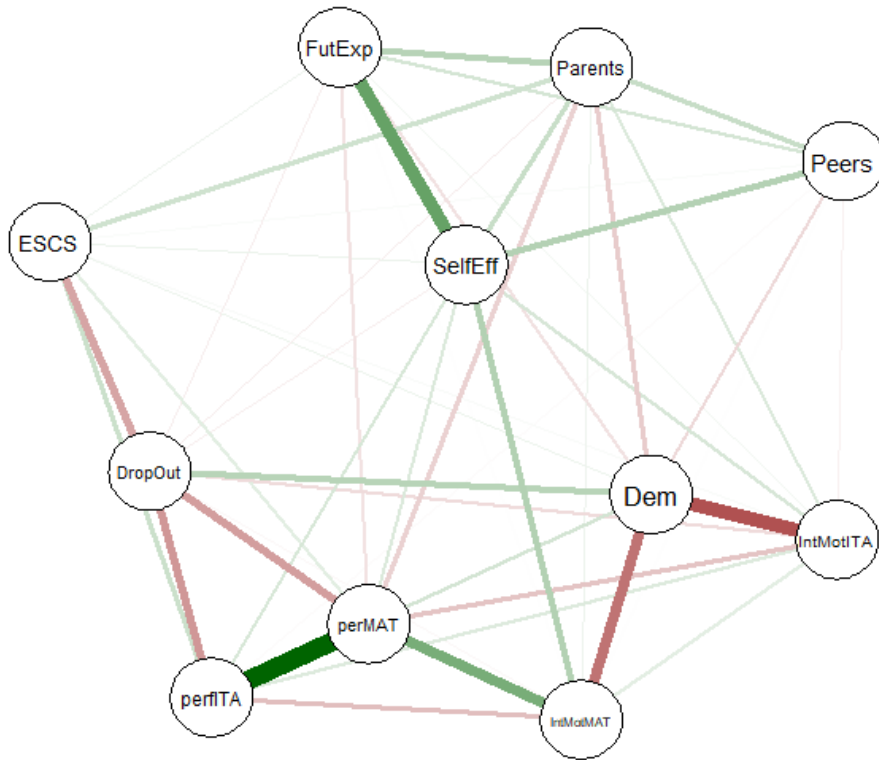 FutExp
Parents
Peers
ESCS
SelfEff
DropOut
Dem
IntMotITA
perMAT
perfITA
IntMotMAT